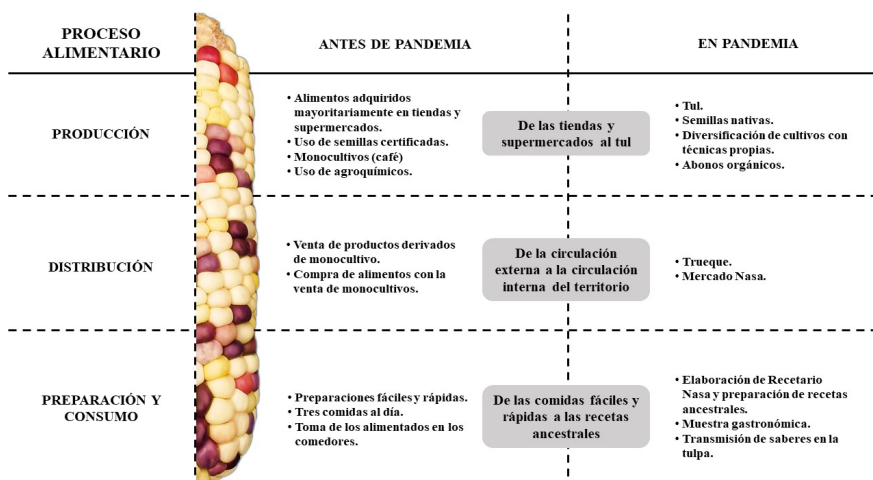 PROCESO
ALIMENTARIO
ANTES DE PANDEMIA
EN PANDEMIA
PRODUCCIÓN
• Alimentos adquiridos
mayoritariamente en tiendas y
supermercados.
• Uso de semillas certificadas.
• Monocultivos (café)
• Uso de agroquímicos.
De las tiendas y
supermercados al tul
• Tul.
• Semillas nativas.
• Diversificación de cultivos con
técnicas propias.
• Abonos orgánicos.
DISTRIBUCIÓN
• Venta de productos derivados
de monocultivo.
• Compra de alimentos con la
venta de monocultivos.
De la circulación
externa a la circulación
interna del territorio
• Trueque.
• Mercado Nasa.
PREPARACIÓN Y
CONSUMO
• Preparaciones fáciles y rápidas.
• Tres comidas al día.
• Toma de los alimentados en los
comedores.
De las comidas fáciles y
rápidas a las recetas
ancestrales
• Elaboración de Recetario
Nasa y preparación de recetas
ancestrales.
• Muestra gastronómica.
• Transmisión de saberes en la
tulpa.